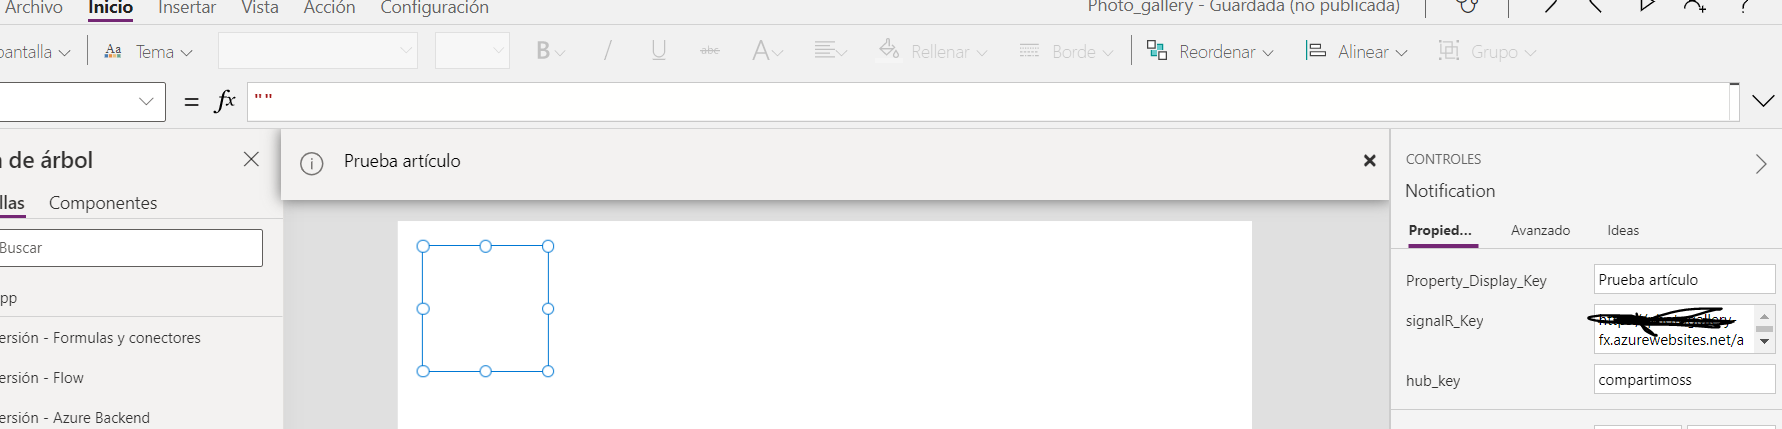 Archivo Inicio Insertar Vista Acción Configuración Photo_gallery - Guardada (no publicada) ?
pantalla Aa Tema B / U abc A Rellenar Borde Reordenar Alinear Grupo
= fx ""
de árbol
Prueba artículo
CONTROLES
Notification
llas Componentes
Propied... Avanzado Ideas
Buscar
Property_Display_Key Prueba artículo
pp
signalR_Key
fx.azurewebsites.net/a
ersión - Formulas y conectores
ersión - Flow
hub_key compartimoss
ersión - Azure Backend